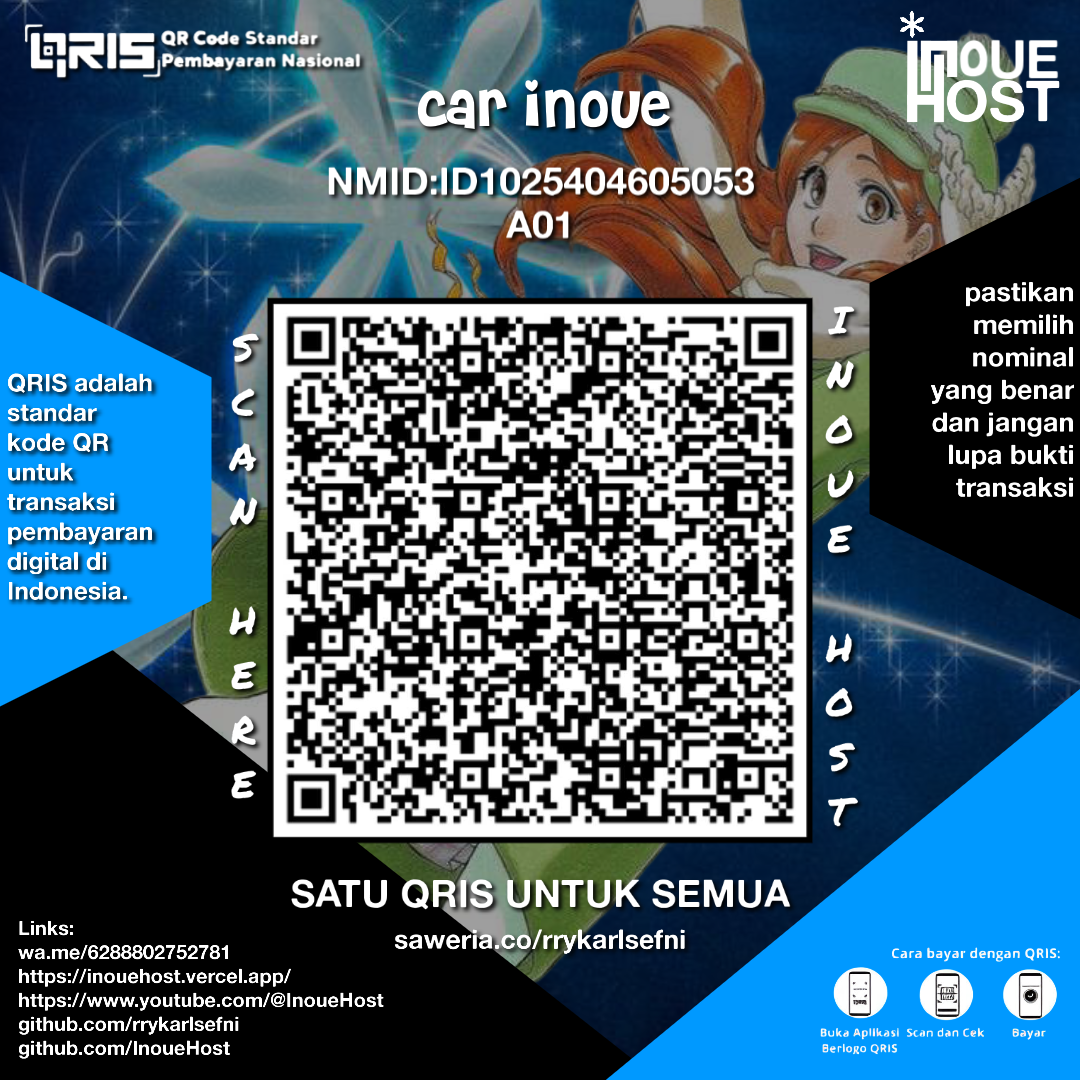 QRIS
QR Code Standar
Pembayaran Nasional
INOUE
HOST
car inoue
NMID:ID1025404605053
A01
SCAN HERE
INOUE HOST
QRIS adalah
standar
kode QR
untuk
transaksi
pembayaran
digital di
Indonesia.
pastikan
memilih
nominal
yang benar
dan jangan
lupa bukti
transaksi
SATU QRIS UNTUK SEMUA
saweria.co/rrykarlsefni
Links:
wa.me/6288802752781
https://inouehost.vercel.app/
https://www.youtube.com/@InoueHost
github.com/rrykarlsefni
github.com/InoueHost
Cara bayar dengan QRIS:
Buka Aplikasi
Berlogo QRIS
Scan dan Cek
Bayar